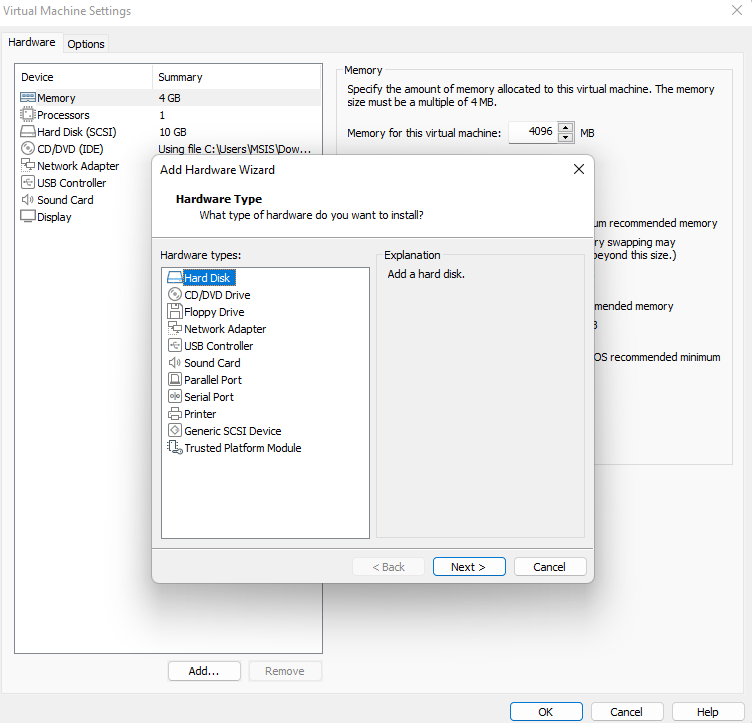 Virtual Machine Settings
Hardware
Options
Device
Summary
Memory
4 GB
Processors
1
Hard Disk (SCSI)
10 GB
CD/DVD (IDE)
Using file C:\Users\MSIS\Dow...
Network Adapter
USB Controller
Sound Card
Display
Memory
Specify the amount of memory allocated to this virtual machine. The memory
size must be a multiple of 4 MB.
Memory for this virtual machine:
4096
MB
um recommended memory
ry swapping may
beyond this size.)
mended memory
B
OS recommended minimum
Add Hardware Wizard
Hardware Type
What type of hardware do you want to install?
Hardware types:
Hard Disk
CD/DVD Drive
Floppy Drive
Network Adapter
USB Controller
Sound Card
Parallel Port
Serial Port
Printer
Generic SCSI Device
Trusted Platform Module
Explanation
Add a hard disk.
< Back
Next >
Cancel
Add...
Remove
OK
Cancel
Help